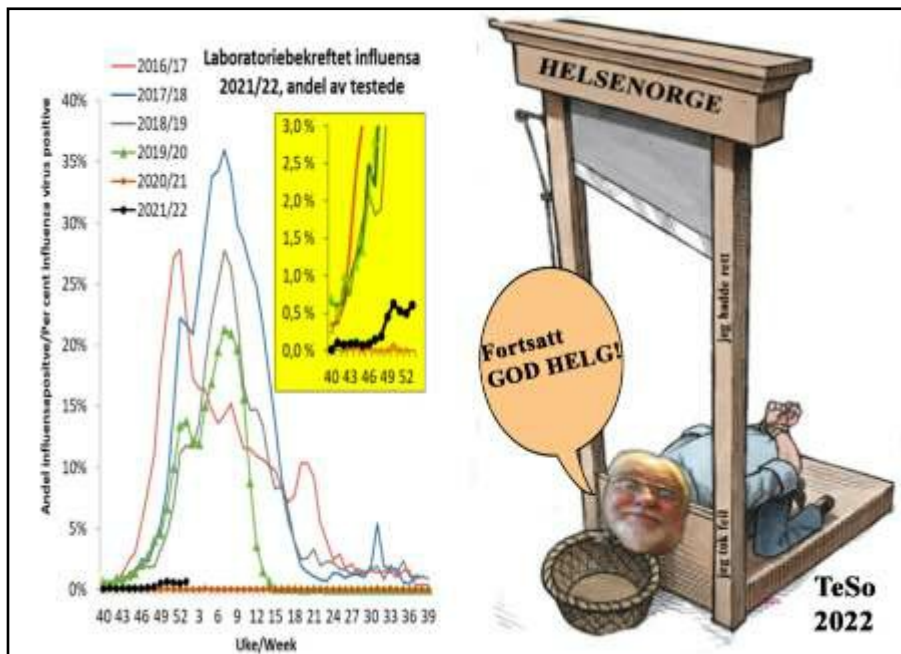 2016/17
2017/18
2018/19
2019/20
2020/21
2021/22
Laboratoriebekreftet influensa
2021/22, andel av testede
Andel influensapositve/Per cent influenza virus positive
40%
35%
30%
25%
20%
15%
10%
5%
0%
3,0 %
2,5 %
2,0 %
1,5 %
1,0 %
0,5 %
0,0 %
40 43 46 49 52
40 43 46 49 52 3 6 9 12 15 18 21 24 27 30 33 36 39
Uke/Week
HELSENORGE
jeg hadde rett
Fortsatt
GOD HELG!
jeg tok feil
TeSo
2022